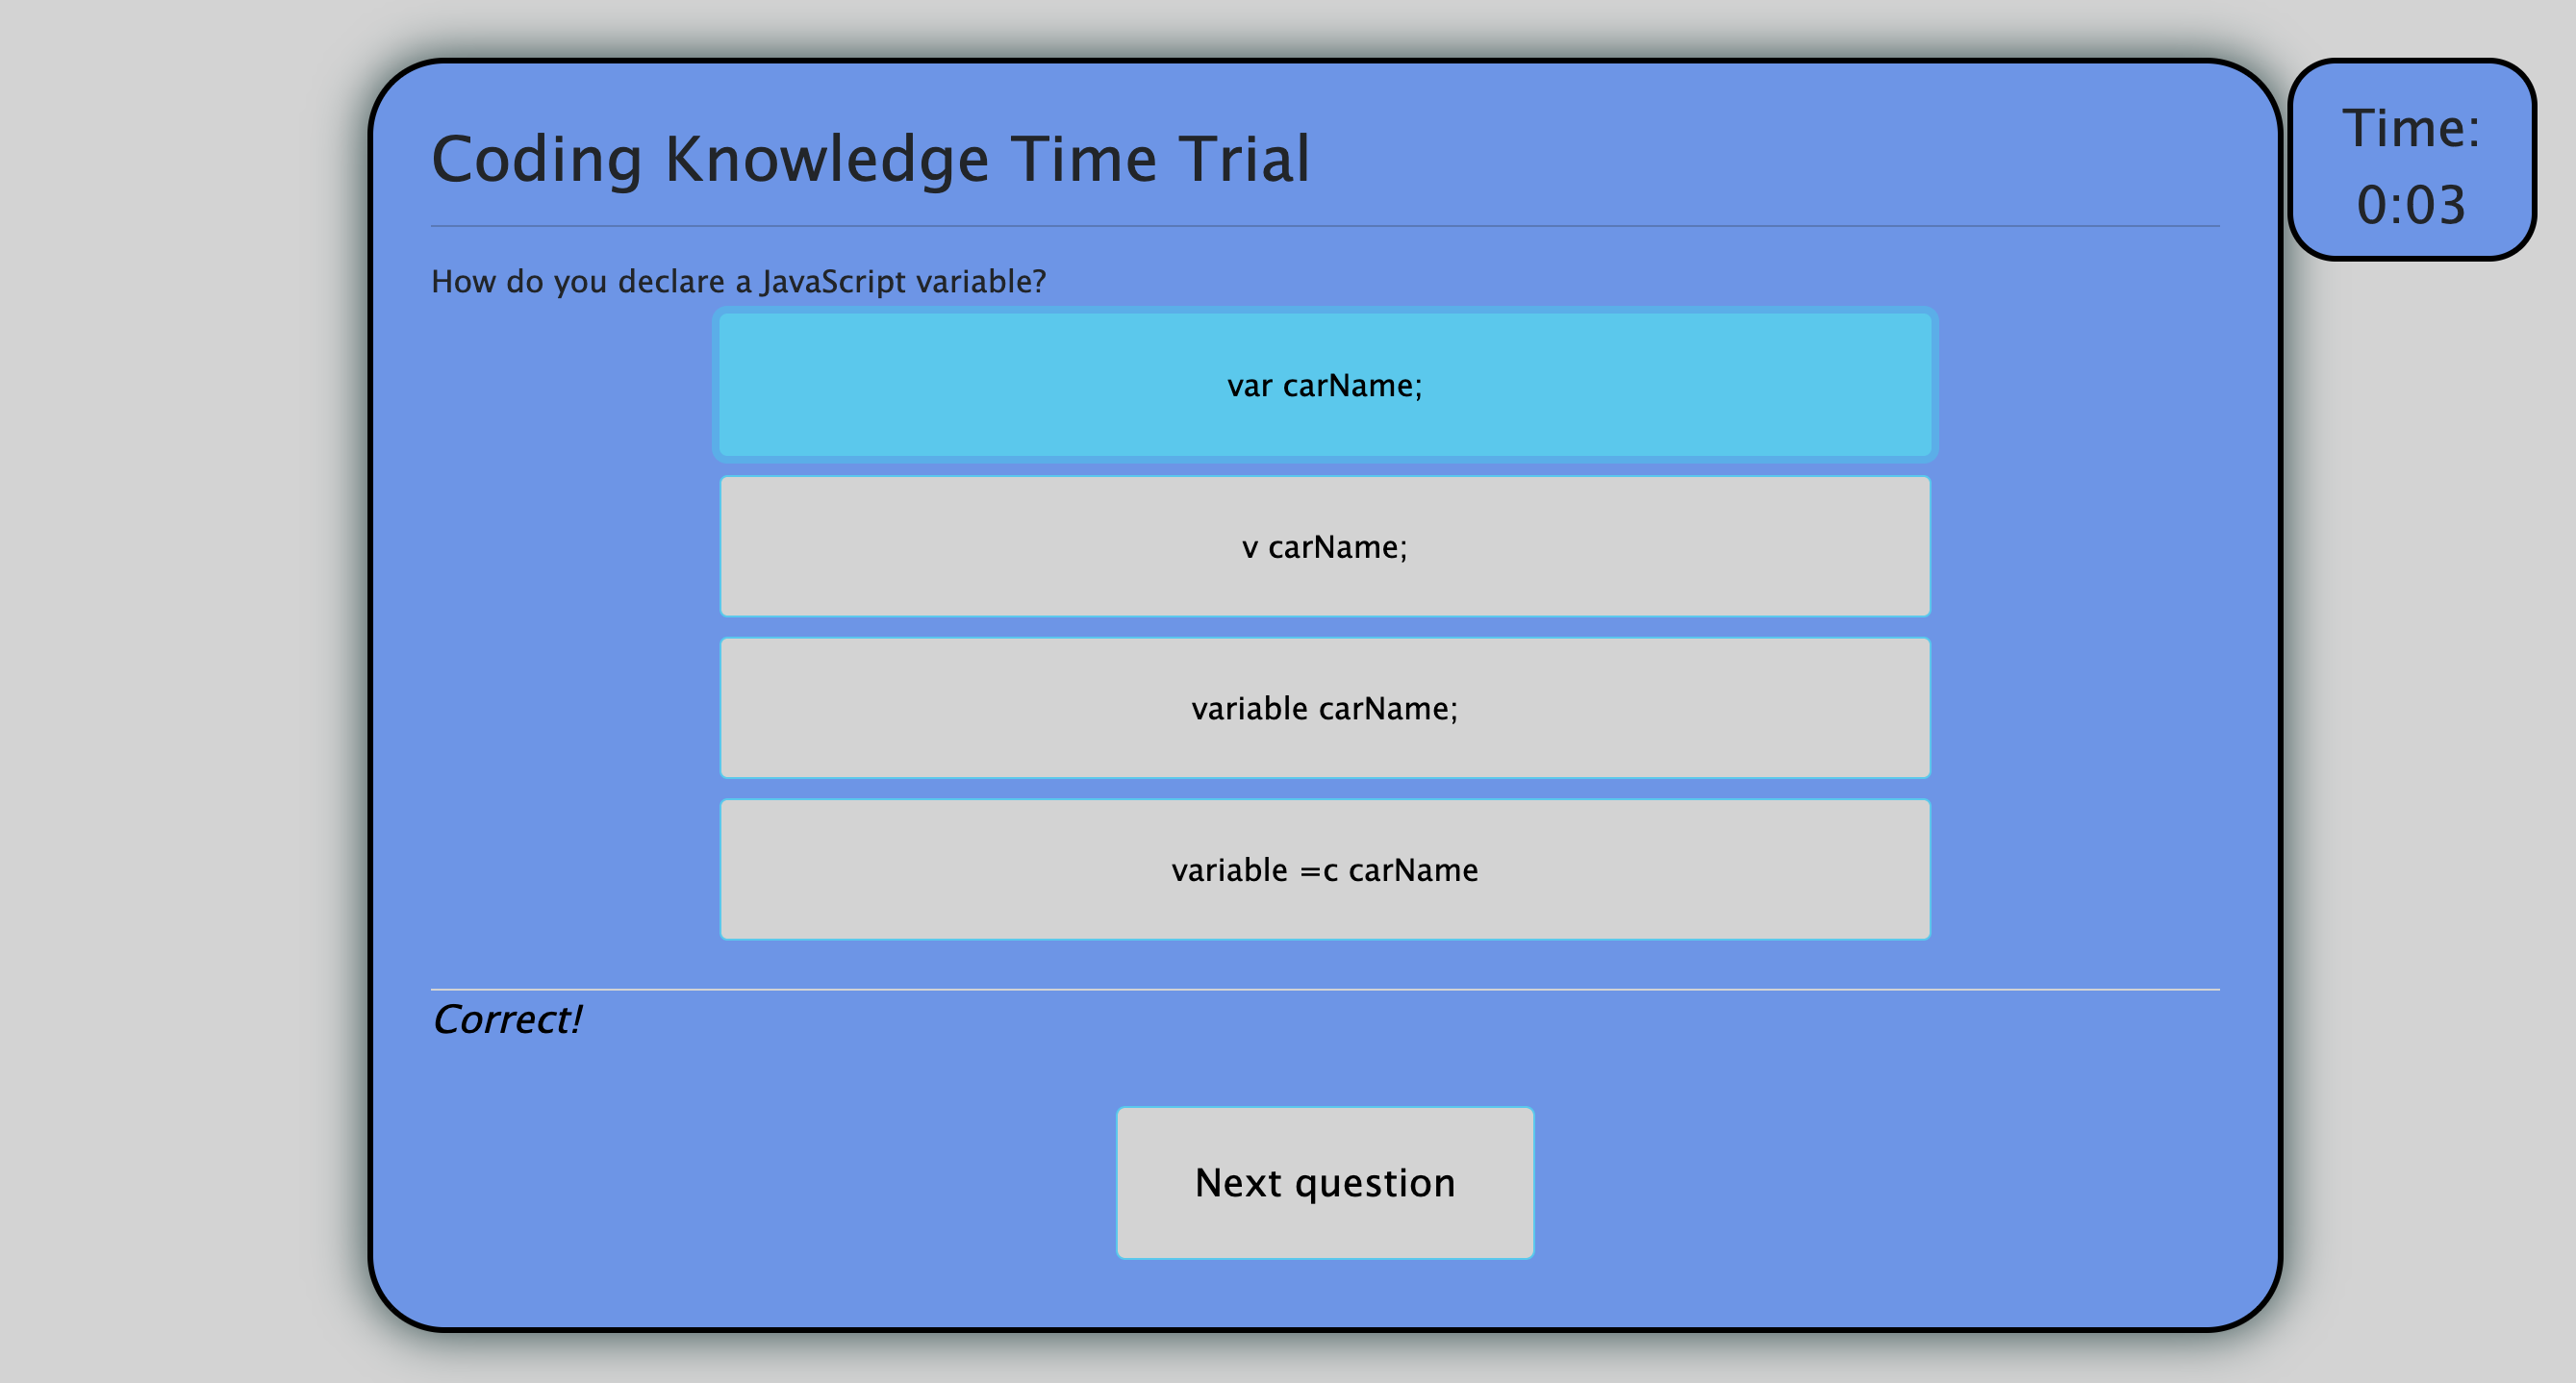 Coding Knowledge Time Trial
Time:
0:03
How do you declare a JavaScript variable?
var carName;
v carName;
variable carName;
variable =c carName
Correct!
Next question